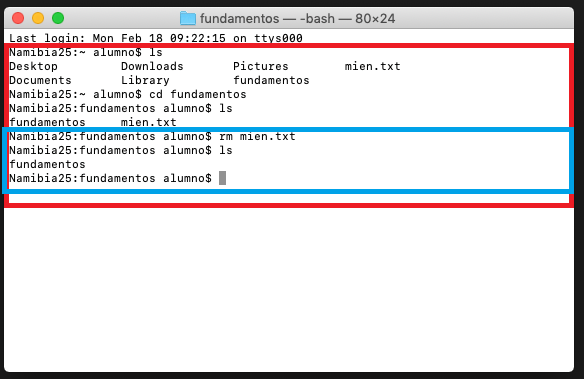 fundamentos — -bash — 80×24
Last login: Mon Feb 18 09:22:15 on ttys000
Namibia25:~ alumno$ ls
Desktop Downloads Pictures mien.txt
Documents Library fundamentos
Namibia25:~ alumno$ cd fundamentos
Namibia25:fundamentos alumno$ ls
fundamentos mien.txt
Namibia25:fundamentos alumno$ rm mien.txt
Namibia25:fundamentos alumno$ ls
fundamentos
Namibia25:fundamentos alumno$